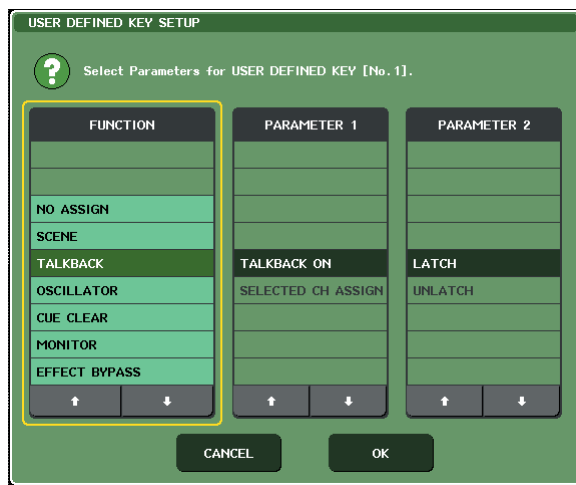 USER DEFINED KEY SETUP
?
Select Parameters for USER DEFINED KEY [No.1].
FUNCTION
NO ASSIGN
SCENE
TALKBACK
OSCILLATOR
CUE CLEAR
MONITOR
EFFECT BYPASS
PARAMETER 1
TALKBACK ON
SELECTED CH ASSIGN
PARAMETER 2
LATCH
UNLATCH
CANCEL
OK